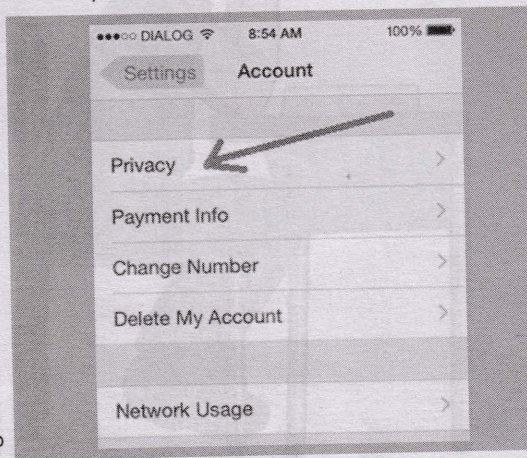 DIALOG 8:54 AM 100%
Settings Account
Privacy
Payment Info
Change Number
Delete My Account
Network Usage